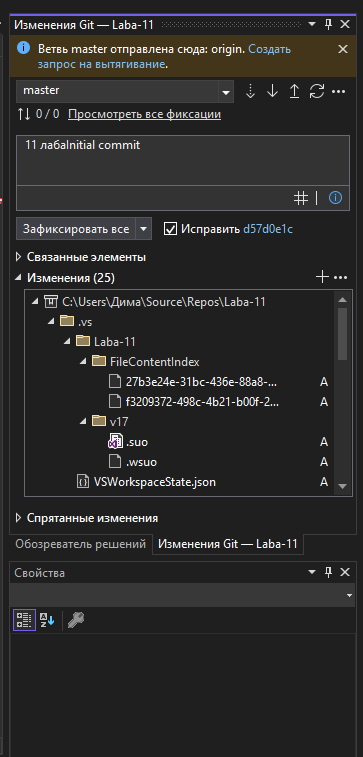 Изменения Git — Laba-11
Ветвь master отправлена сюда: origin. Создать
запрос на вытягивание.
master
0 / 0 Просмотреть все фиксации
11 лабаInitial commit
Зафиксировать все
Исправить d57d0e1c
Связанные элементы
Изменения (25)
C:\Users\Дима\Source\Repos\Laba-11
.vs
Laba-11
FileContentIndex
27b3e24e-31bc-436e-88a8-... A
f3209372-498c-4b21-b00f-2... A
v17
.suo A
.wsuo A
VSWorkspaceState.json A
Спрятанные изменения
Обозреватель решений Изменения Git — Laba-11
Свойства